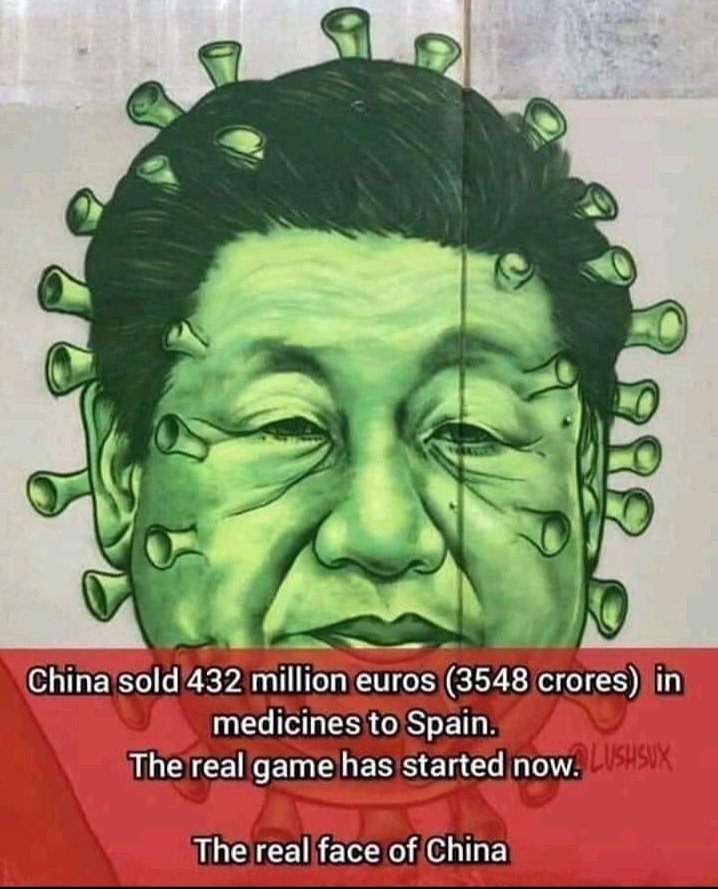 China sold 432 million euros (3548 crores) in
medicines to Spain.
The real game has started now.
@LUSHSUX
The real face of China